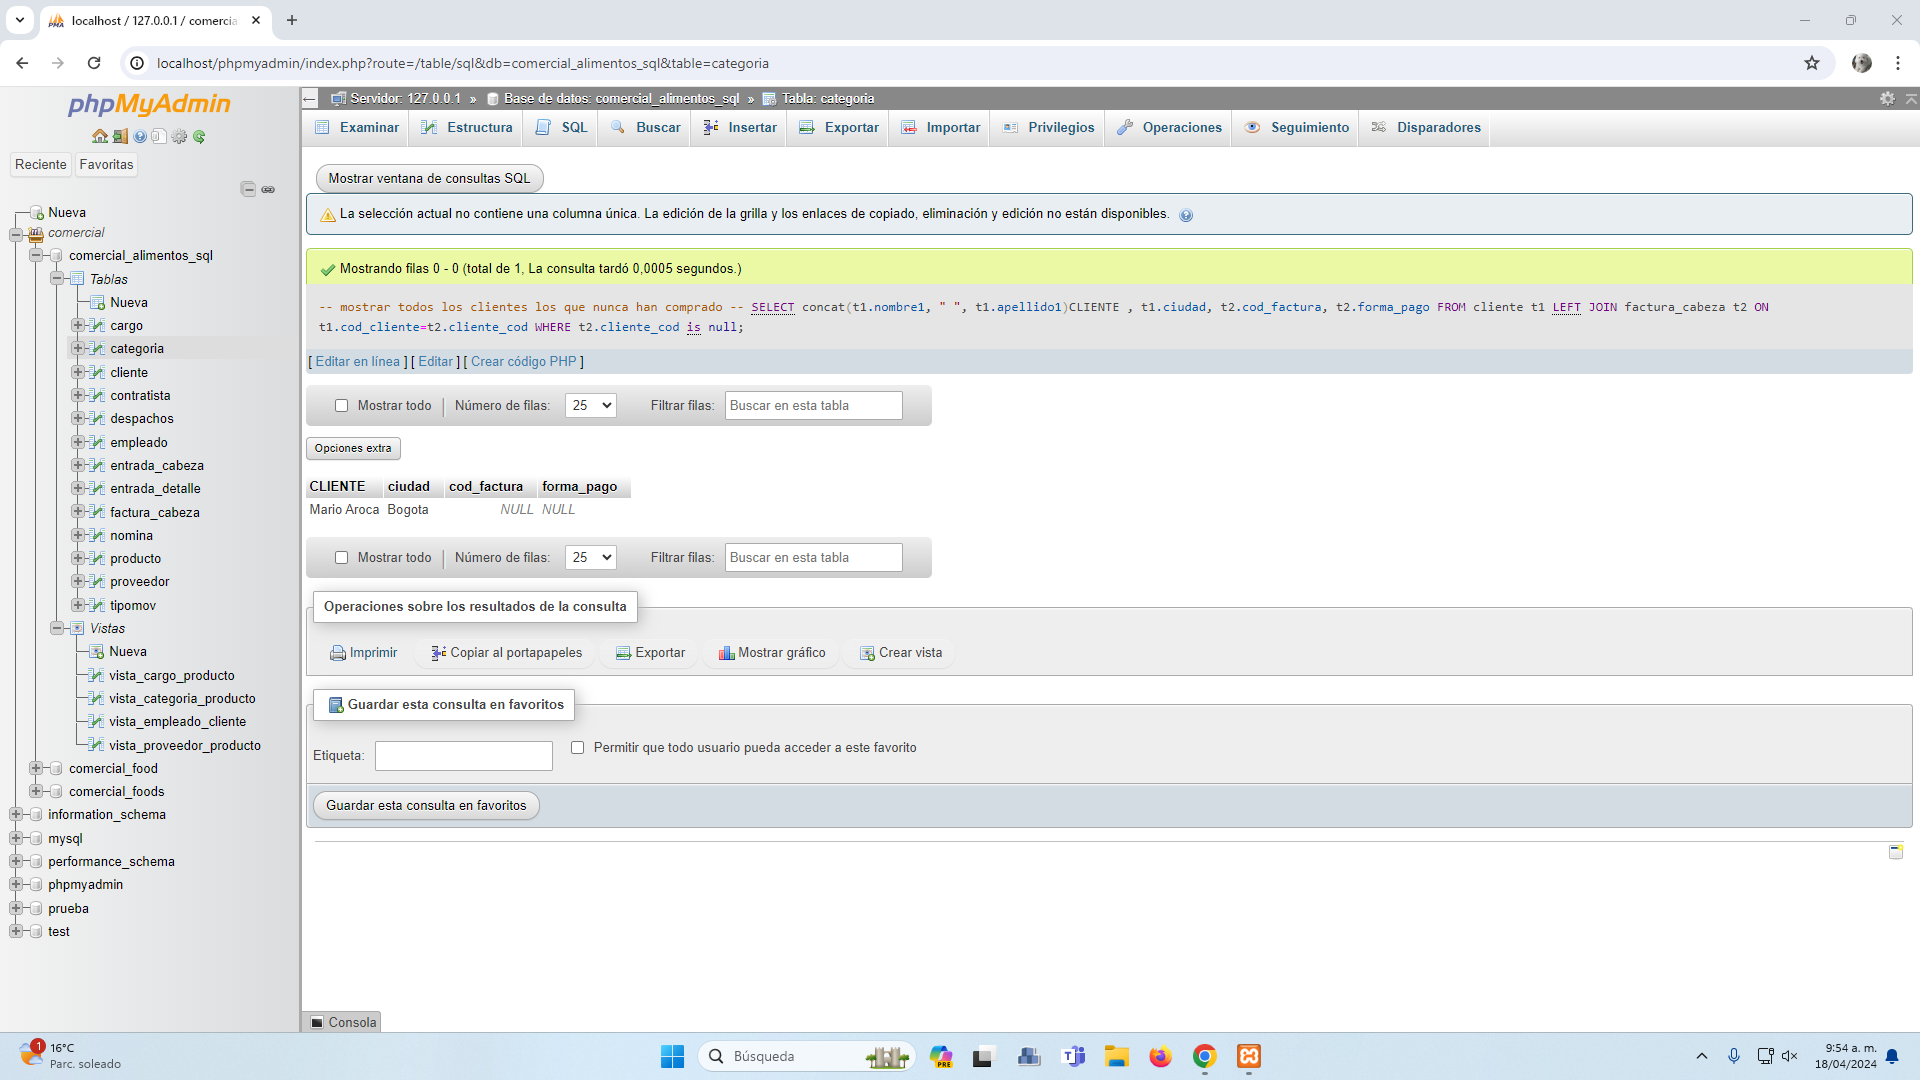 localhost / 127.0.0.1 / comercia
localhost/phpmyadmin/index.php?route=/table/sql&db=comercial_alimentos_sql&table=categoria
phpMyAdmin
Reciente
Favoritas
Nueva
comercial
comercial_alimentos_sql
Tablas
Nueva
cargo
categoria
cliente
contratista
despachos
empleado
entrada_cabeza
entrada_detalle
factura_cabeza
nomina
producto
proveedor
tipomov
Vistas
Nueva
vista_cargo_producto
vista_categoria_producto
vista_empleado_cliente
vista_proveedor_producto
comercial_food
comercial_foods
information_schema
mysql
performance_schema
phpmyadmin
prueba
test
Servidor: 127.0.0.1 » Base de datos: comercial_alimentos_sql » Tabla: categoria
Examinar Estructura SQL Buscar Insertar Exportar Importar Privilegios Operaciones Seguimiento Disparadores
Mostrar ventana de consultas SQL
La selección actual no contiene una columna única. La edición de la grilla y los enlaces de copiado, eliminación y edición no están disponibles.
Mostrando filas 0 - 0 (total de 1, La consulta tardó 0,0005 segundos.)
-- mostrar todos los clientes los que nunca han comprado -- SELECT concat(t1.nombre1, " ", t1.apellido1)CLIENTE , t1.ciudad, t2.cod_factura, t2.forma_pago FROM cliente t1 LEFT JOIN factura_cabeza t2 ON
t1.cod_cliente=t2.cliente_cod WHERE t2.cliente_cod is null;
[ Editar en línea ] [ Editar ] [ Crear código PHP ]
Mostrar todo Número de filas: 25 Filtrar filas: Buscar en esta tabla
Opciones extra
CLIENTE ciudad cod_factura forma_pago
Mario Aroca Bogota NULL NULL
Mostrar todo Número de filas: 25 Filtrar filas: Buscar en esta tabla
Operaciones sobre los resultados de la consulta
Imprimir Copiar al portapapeles Exportar Mostrar gráfico Crear vista
Guardar esta consulta en favoritos
Etiqueta: Permitir que todo usuario pueda acceder a este favorito
Guardar esta consulta en favoritos
Consola
1
16°C
Parc. soleado
Búsqueda
PRE
9:54 a. m.
18/04/2024